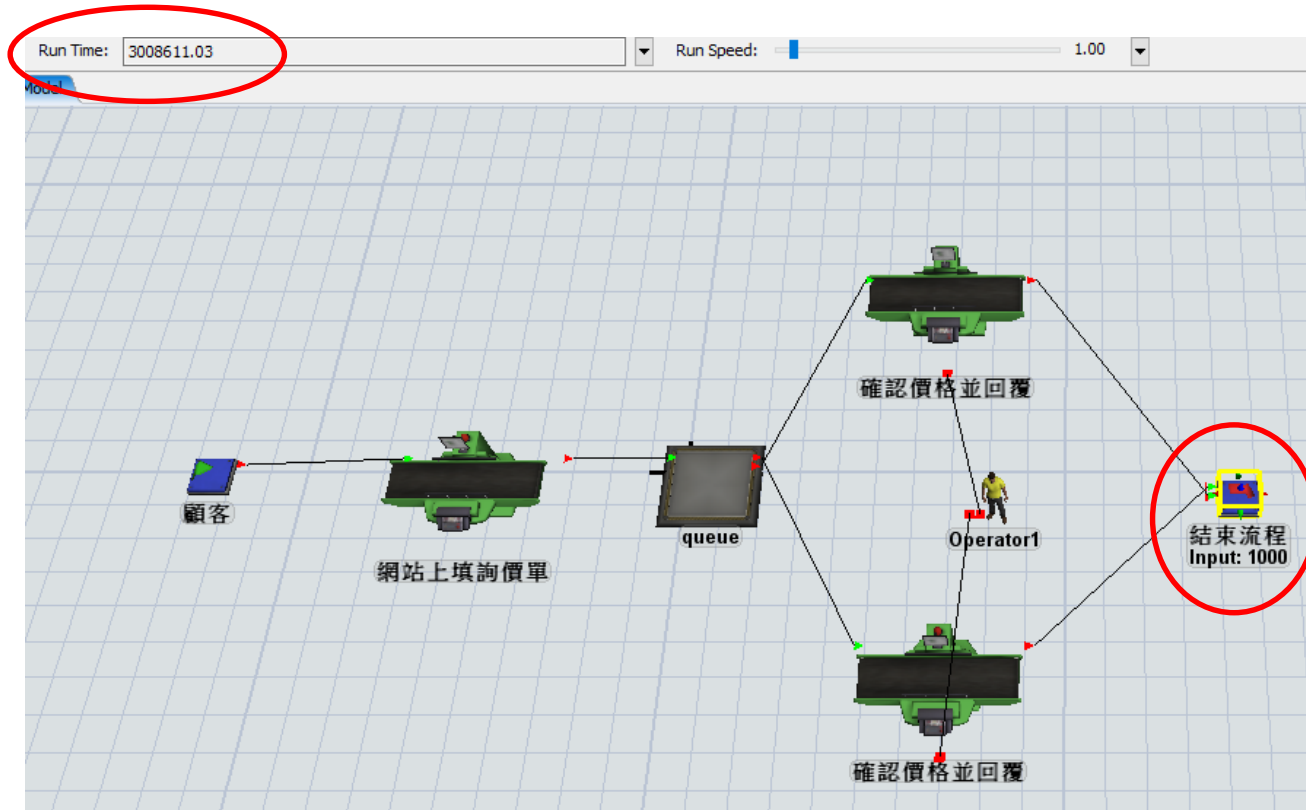 Run Time: 3008611.03 Run Speed: 1.00
Model
確認價格並回覆
顧客
網站上填詢價單
queue
Operator1
結束流程
Input: 1000
確認價格並回覆